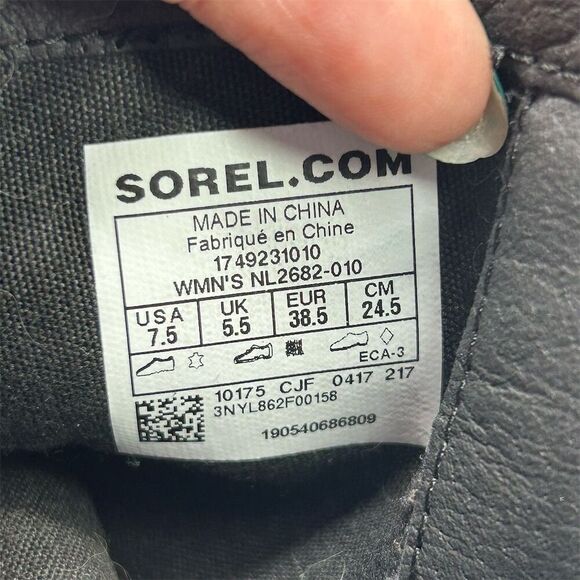 SOREL.COM
MADE IN CHINA
Fabriqué en Chine
1749231010
WMN'S NL2682-010
USA UK EUR CM
7.5 5.5 38.5 24.5
ECA-3
10175 CJF 0417 217
3NYL862F00158
190540686809